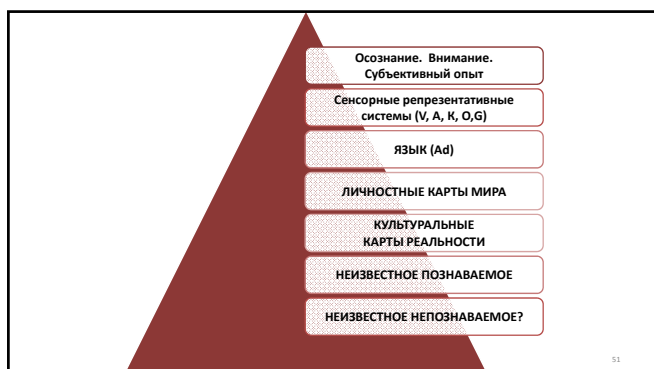 Осознание. Внимание.
Субъективный опыт
Сенсорные репрезентативные
системы (V, A, K, O,G)
ЯЗЫК (Ad)
ЛИЧНОСТНЫЕ КАРТЫ МИРА
КУЛЬТУРАЛЬНЫЕ
КАРТЫ РЕАЛЬНОСТИ
НЕИЗВЕСТНОЕ ПОЗНАВАЕМОЕ
НЕИЗВЕСТНОЕ НЕПОЗНАВАЕМОЕ?
51